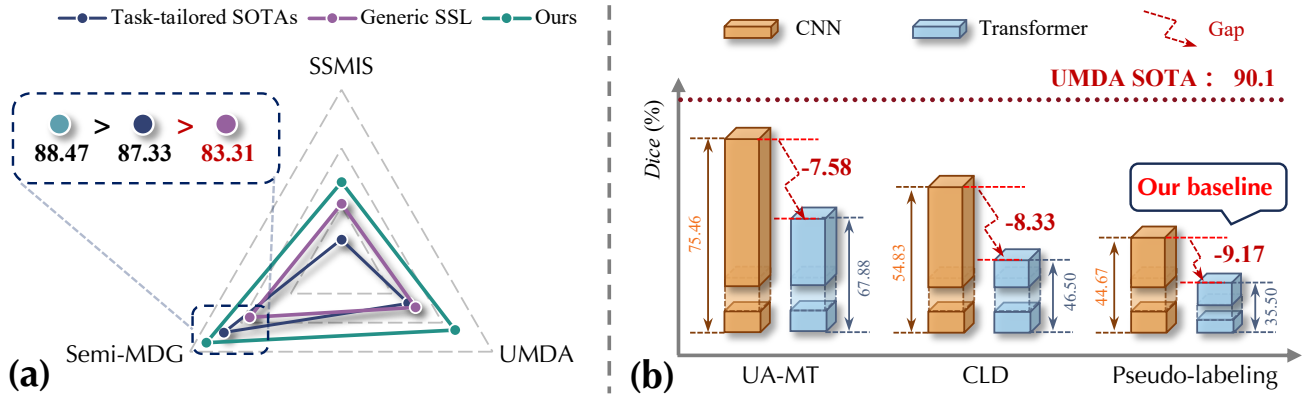 Task-tailored SOTAs Generic SSL Ours
SSMIS
> >
88.47 87.33 83.31
Semi-MDG
UMDA
(a)
CNN Transformer Gap
UMDA SOTA : 90.1
Dice (%)
75.46
-7.58
67.88
54.83
-8.33
46.50
Our baseline
44.67
-9.17
35.50
UA-MT CLD Pseudo-labeling
(b)